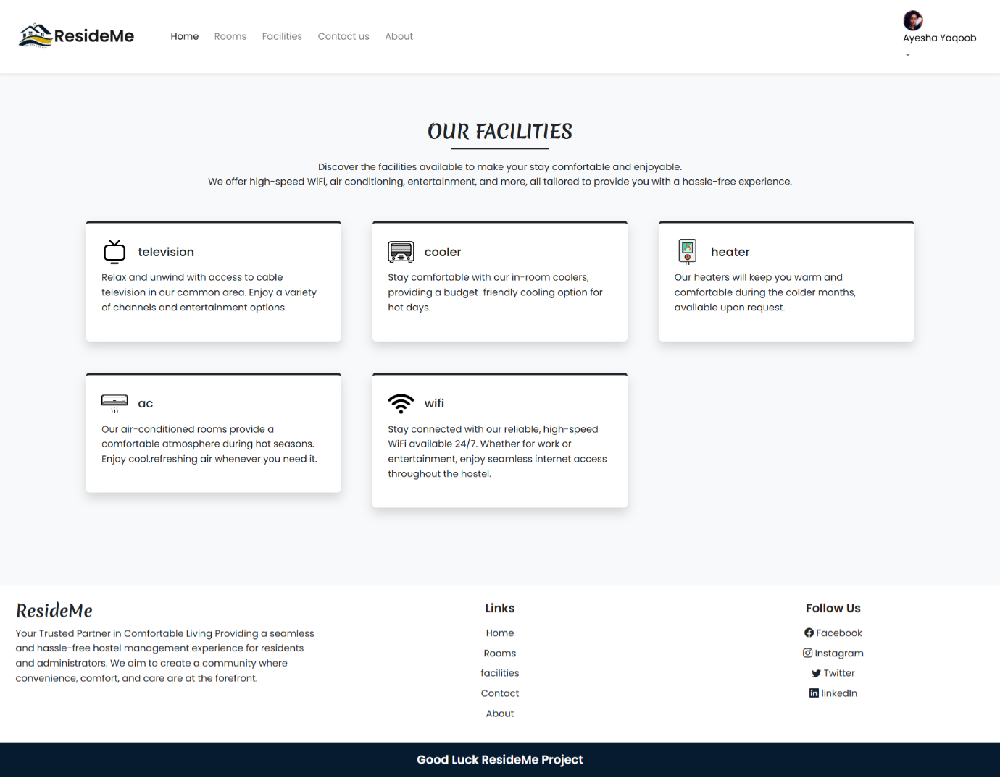 ResideMe
Home Rooms Facilities Contact us About
Ayesha Yaqoob
OUR FACILITIES
Discover the facilities available to make your stay comfortable and enjoyable.
We offer high-speed WiFi, air conditioning, entertainment, and more, all tailored to provide you with a hassle-free experience.
television
Relax and unwind with access to cable
television in our common area. Enjoy a variety
of channels and entertainment options.
cooler
Stay comfortable with our in-room coolers,
providing a budget-friendly cooling option for
hot days.
heater
Our heaters will keep you warm and
comfortable during the colder months,
available upon request.
ac
Our air-conditioned rooms provide a
comfortable atmosphere during hot seasons.
Enjoy cool,refreshing air whenever you need it.
wifi
Stay connected with our reliable, high-speed
WiFi available 24/7. Whether for work or
entertainment, enjoy seamless internet access
throughout the hostel.
ResideMe
Your Trusted Partner in Comfortable Living Providing a seamless
and hassle-free hostel management experience for residents
and administrators. We aim to create a community where
convenience, comfort, and care are at the forefront.
Links
Home
Rooms
facilities
Contact
About
Follow Us
Facebook
Instagram
Twitter
linkedIn
Good Luck ResideMe Project